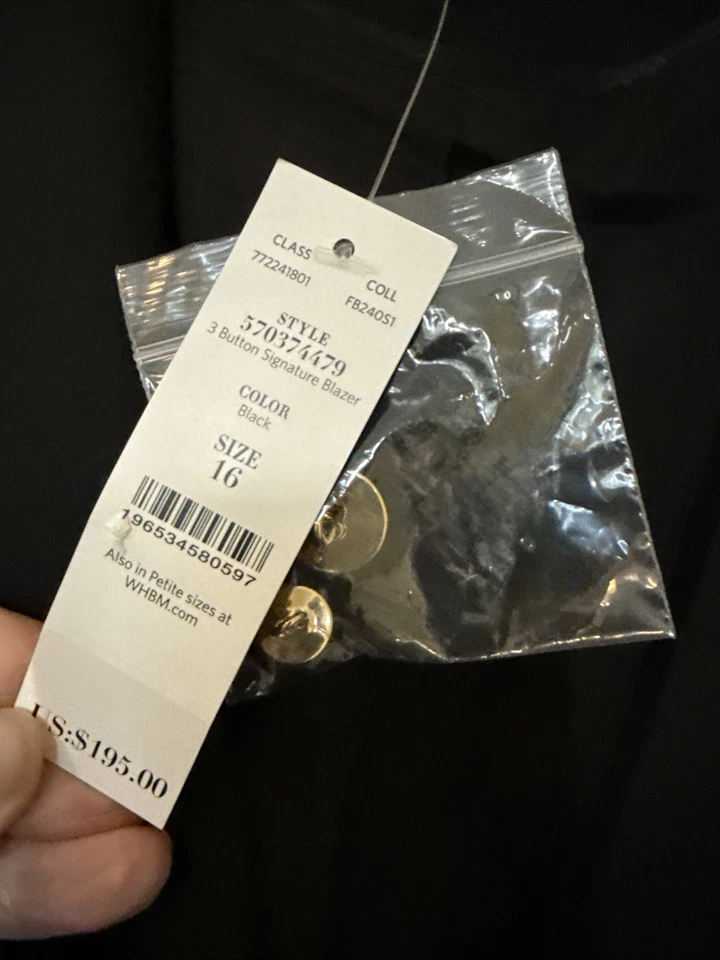 CLASS COLL
772241801 FB240S1
STYLE
570374479
3 Button Signature Blazer
COLOR
Black
SIZE
16
196534580597
Also in Petite sizes at
WHBM.com
US:$195.00